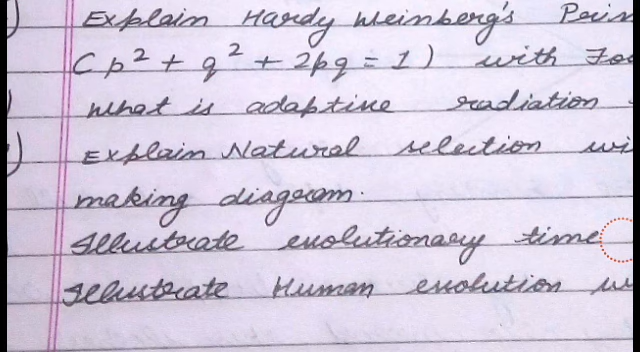 Explain Hardy Weinberg's
(p² + q² + 2pq = 1) with
what is adaptive radiation
Explain Natural selection
making diagram.
Illustrate evolutionary time
Illustrate Human evolution